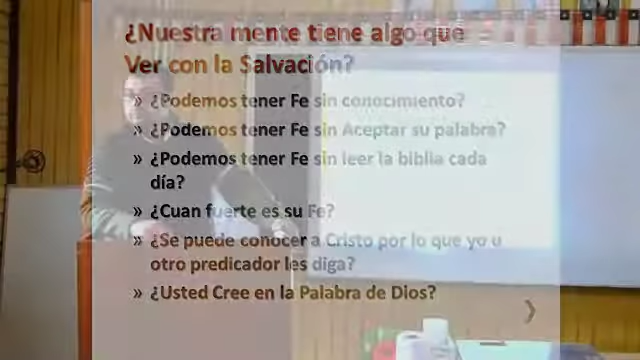 ¿Nuestra mente tiene algo que
Ver con la Salvación?
» ¿Podemos tener Fe sin conocimiento?
» ¿Podemos tener Fe sin Aceptar su palabra?
» ¿Podemos tener Fe sin leer la biblia cada
día?
» ¿Cuan fuerte es su Fe?
» ¿Se puede conocer a Cristo por lo que yo u
otro predicador les diga?
» ¿Usted Cree en la Palabra de Dios?